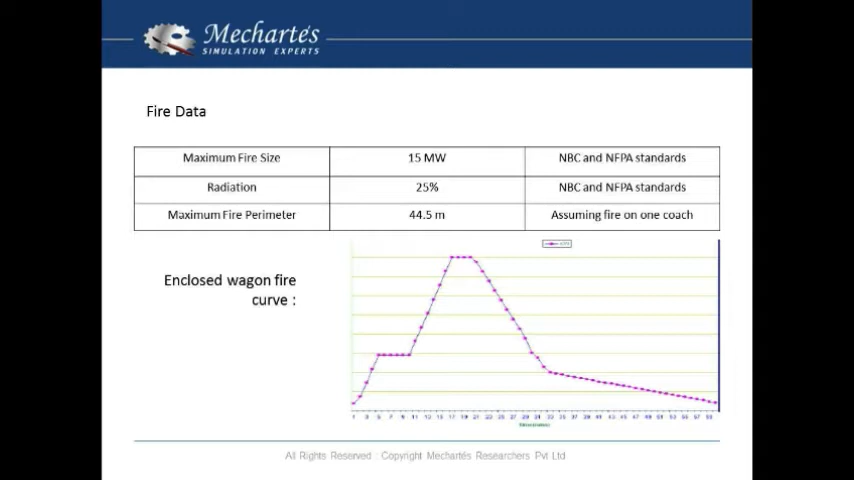 Mechartés
SIMULATION EXPERTS
Fire Data
Maximum Fire Size 15 MW NBC and NFPA standards
Radiation 25% NBC and NFPA standards
Maximum Fire Perimeter 44.5 m Assuming fire on one coach
Enclosed wagon fire
curve :
All Rights Reserved : Copyright Mechartés Researchers Pvt Ltd